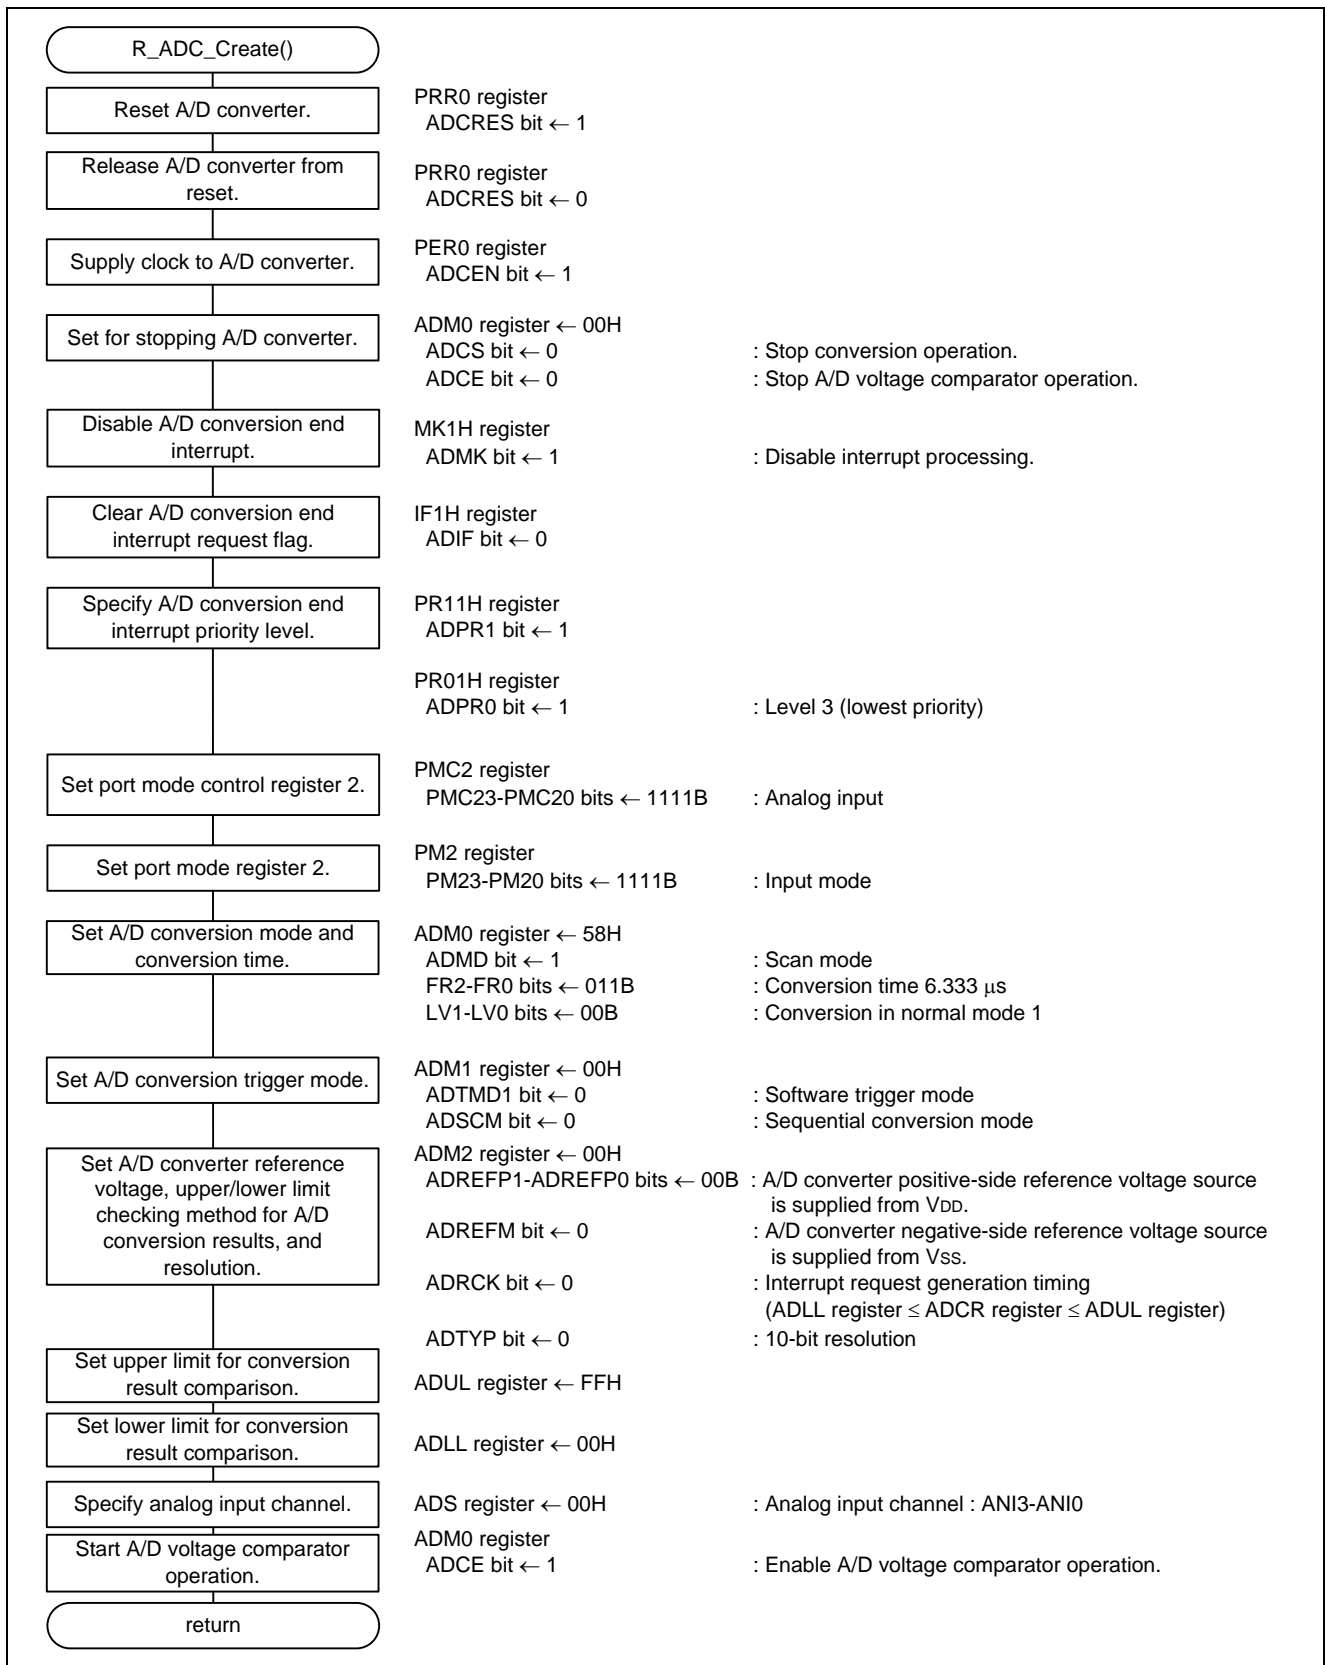 R_ADC_Create()
Reset A/D converter.
PRR0 register
ADCRES bit ← 1
Release A/D converter from
reset.
PRR0 register
ADCRES bit ← 0
Supply clock to A/D converter.
PER0 register
ADCEN bit ← 1
Set for stopping A/D converter.
ADM0 register ← 00H
ADCS bit ← 0 : Stop conversion operation.
ADCE bit ← 0 : Stop A/D voltage comparator operation.
Disable A/D conversion end
interrupt.
MK1H register
ADMK bit ← 1 : Disable interrupt processing.
Clear A/D conversion end
interrupt request flag.
IF1H register
ADIF bit ← 0
Specify A/D conversion end
interrupt priority level.
PR11H register
ADPR1 bit ← 1
PR01H register
ADPR0 bit ← 1 : Level 3 (lowest priority)
Set port mode control register 2.
PMC2 register
PMC23-PMC20 bits ← 1111B : Analog input
Set port mode register 2.
PM2 register
PM23-PM20 bits ← 1111B : Input mode
Set A/D conversion mode and
conversion time.
ADM0 register ← 58H
ADMD bit ← 1 : Scan mode
FR2-FR0 bits ← 011B : Conversion time 6.333 μs
LV1-LV0 bits ← 00B : Conversion in normal mode 1
Set A/D conversion trigger mode.
ADM1 register ← 00H
ADTMD1 bit ← 0 : Software trigger mode
ADSCM bit ← 0 : Sequential conversion mode
Set A/D converter reference
voltage, upper/lower limit
checking method for A/D
conversion results, and
resolution.
ADM2 register ← 00H
ADREFP1-ADREFP0 bits ← 00B : A/D converter positive-side reference voltage source
is supplied from VDD.
ADREFM bit ← 0 : A/D converter negative-side reference voltage source
is supplied from VSS.
ADRCK bit ← 0 : Interrupt request generation timing
(ADLL register ≤ ADCR register ≤ ADUL register)
ADTYP bit ← 0 : 10-bit resolution
Set upper limit for conversion
result comparison.
ADUL register ← FFH
Set lower limit for conversion
result comparison.
ADLL register ← 00H
Specify analog input channel.
ADS register ← 00H : Analog input channel : ANI3-ANI0
Start A/D voltage comparator
operation.
ADM0 register
ADCE bit ← 1 : Enable A/D voltage comparator operation.
return